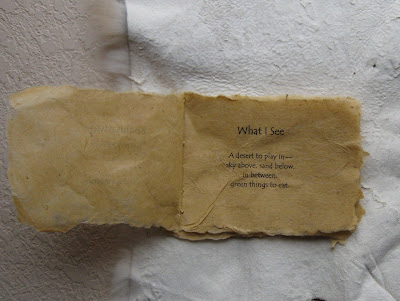 What I See
A desert to play in—
sky above, sand below,
in between,
green things to eat.